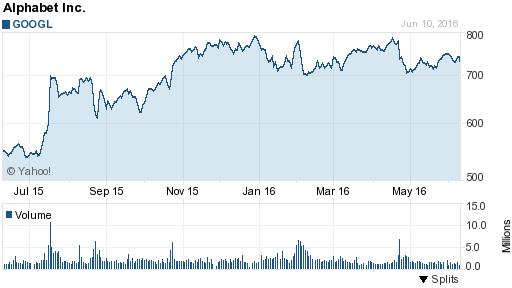 Alphabet Inc.
GOOGL
Jun 10, 2016
800
700
600
500
© Yahoo!
Jul 15 Sep 15 Nov 15 Jan 16 Mar 16 May 16
Volume
15.0
10.0
5.0
0.0
Millions
Splits